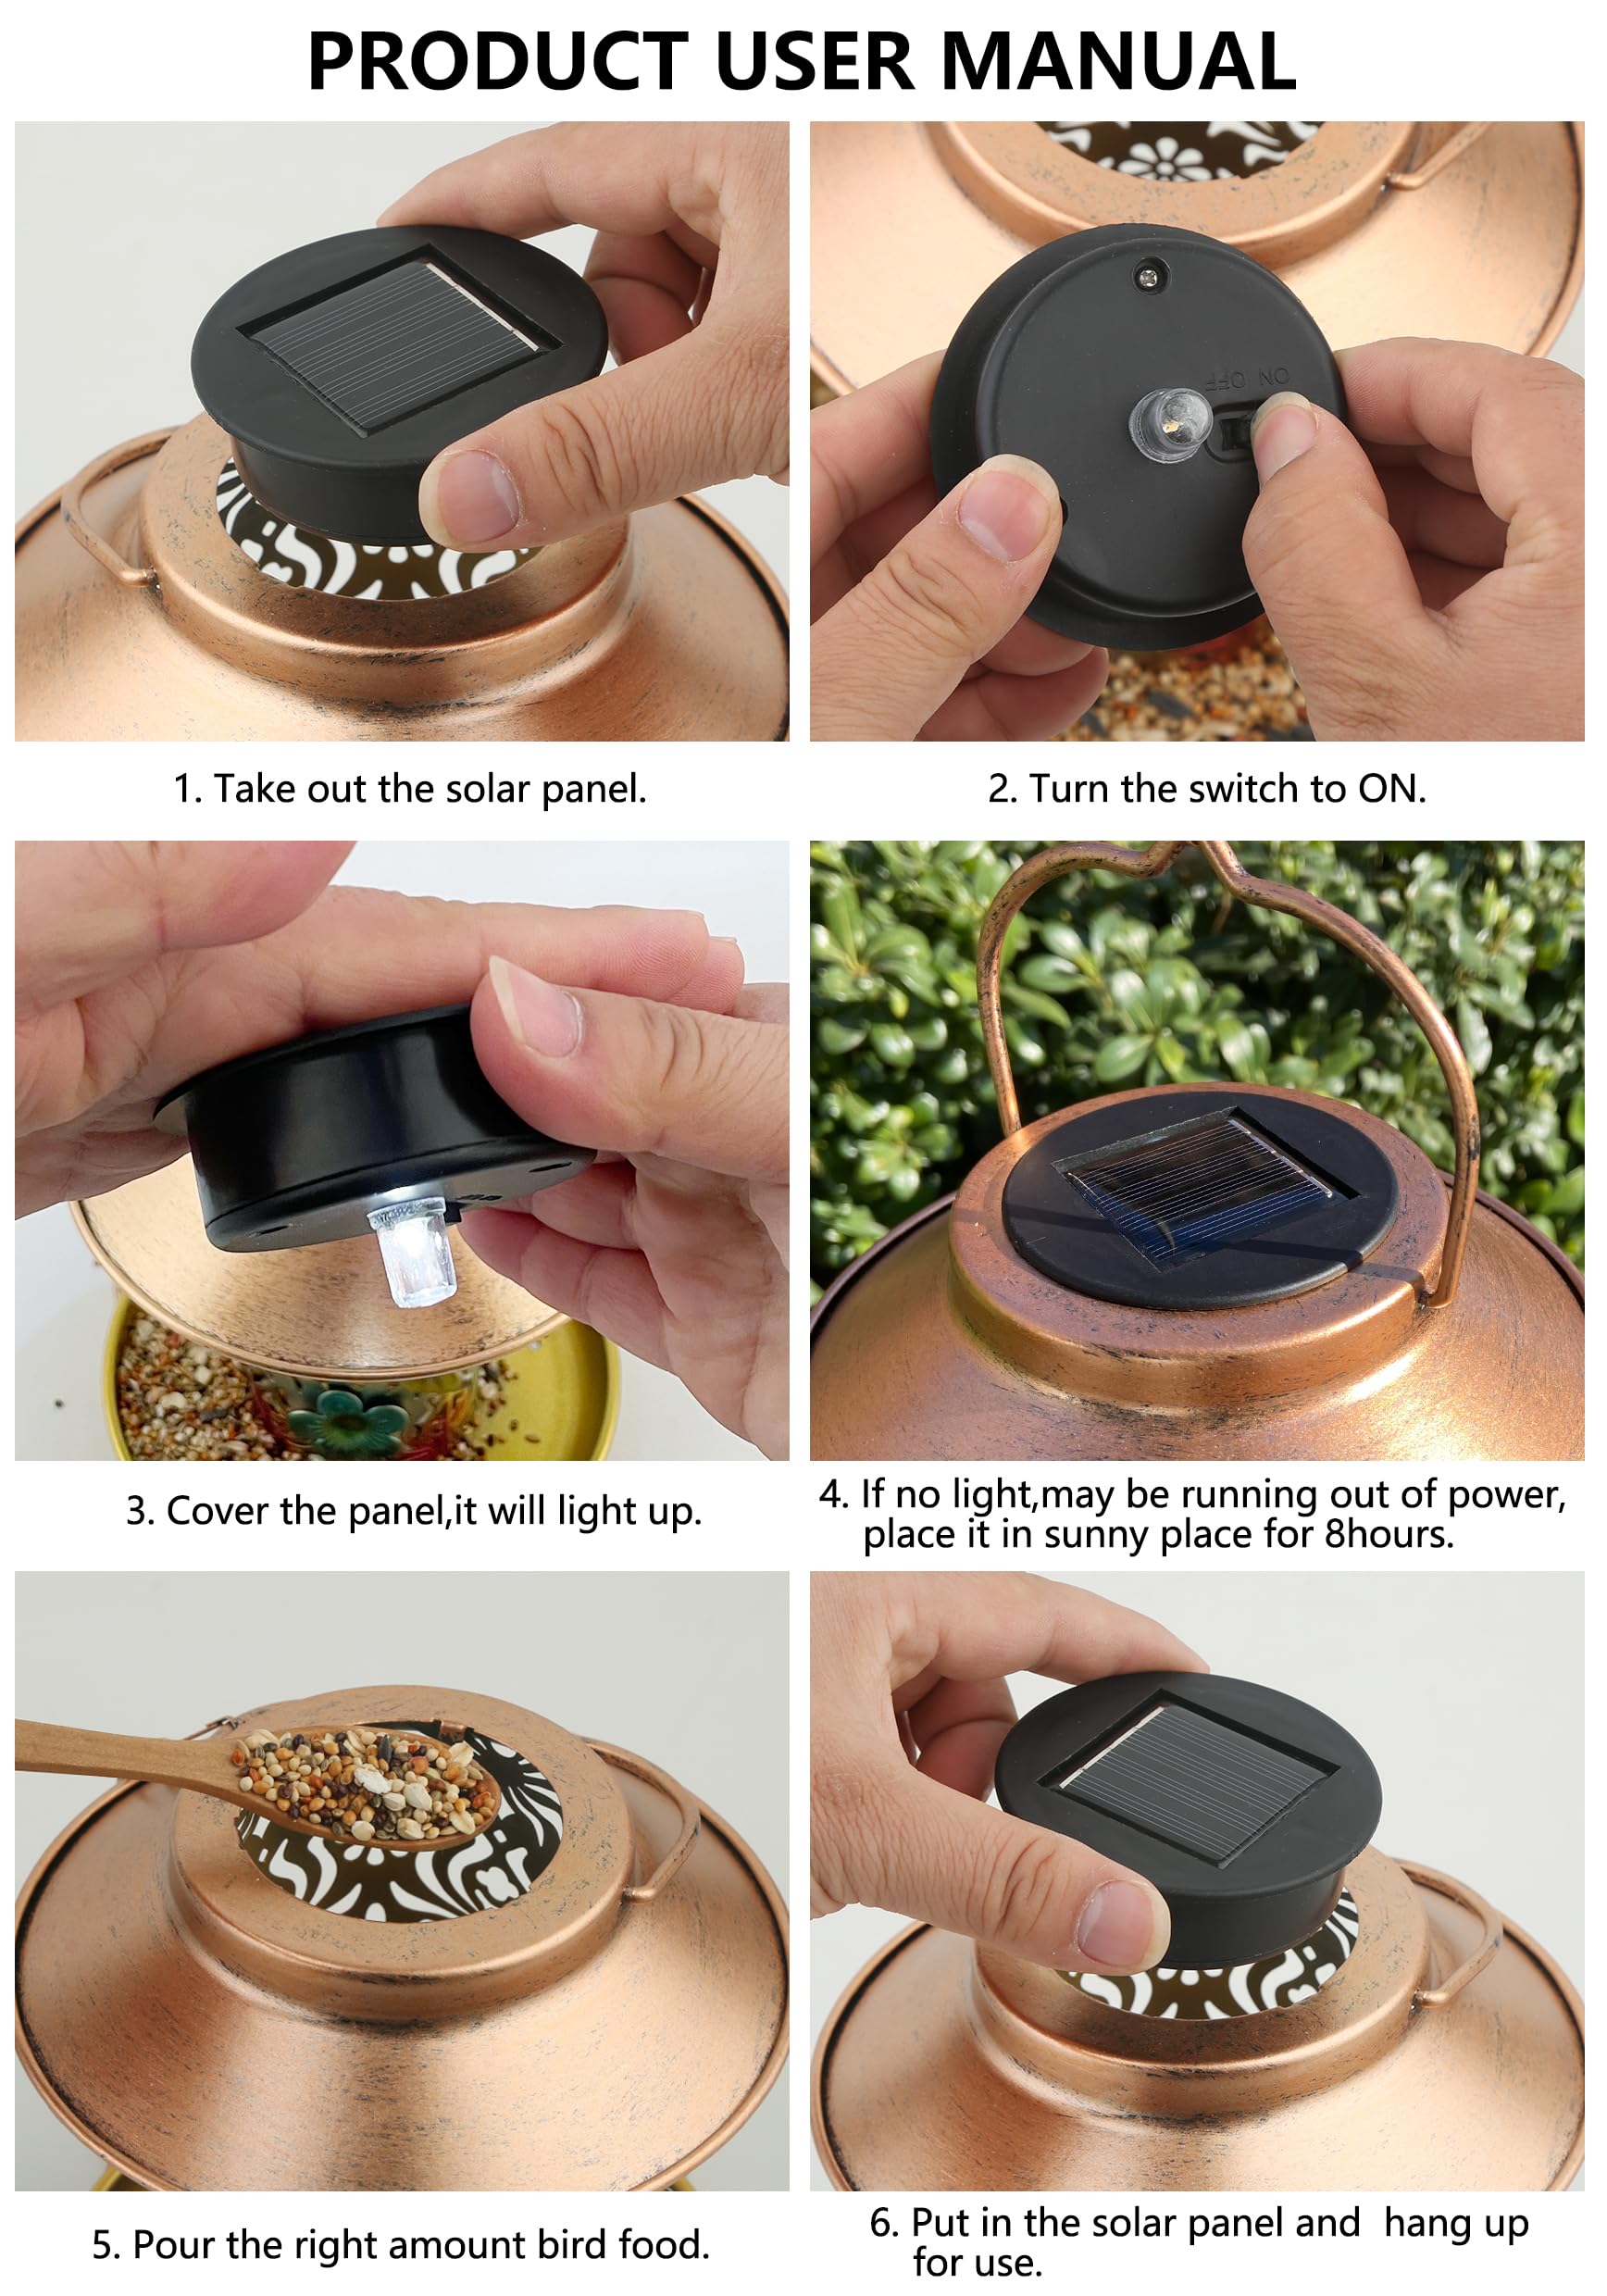 PRODUCT USER MANUAL
ON OFF
1. Take out the solar panel.
2. Turn the switch to ON.
3. Cover the panel,it will light up.
4. If no light,may be running out of power,
place it in sunny place for 8hours.
5. Pour the right amount bird food.
6. Put in the solar panel and  hang up
for use.